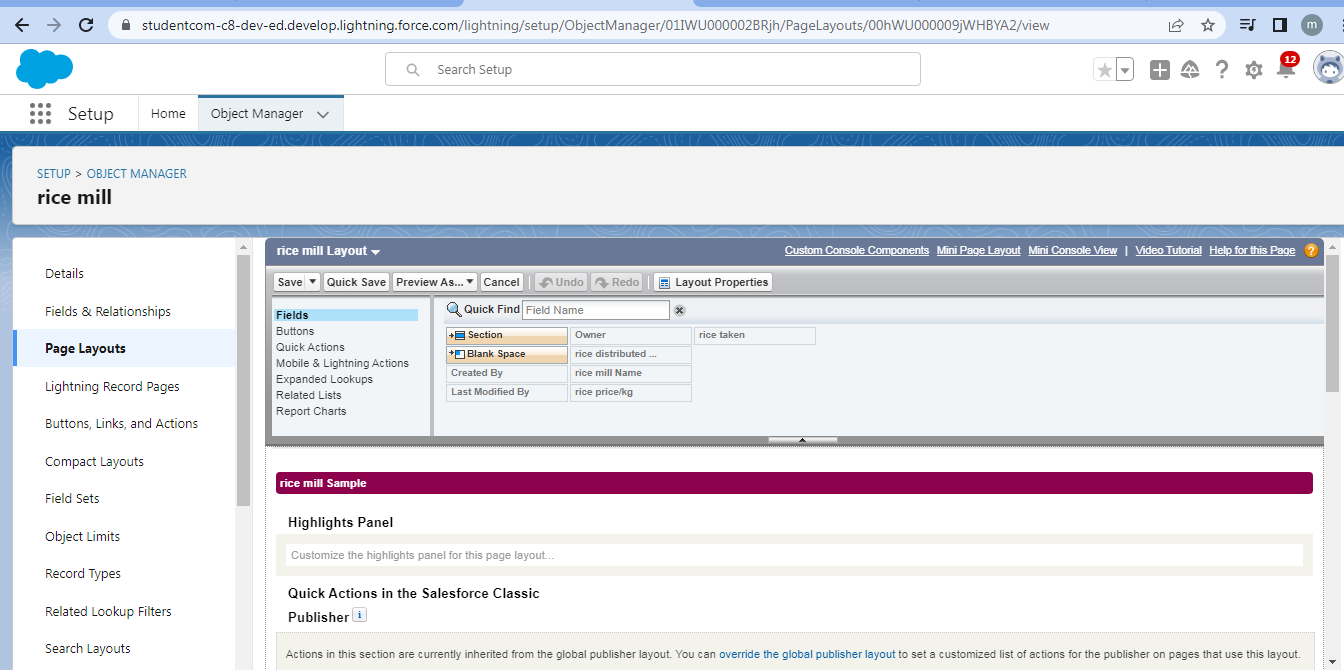 studentcom-c8-dev-ed.develop.lightning.force.com/lightning/setup/ObjectManager/01IWU000002BRjh/PageLayouts/00hWU000009jWHBYA2/view
m
Search Setup
12
Setup
Home
Object Manager
SETUP > OBJECT MANAGER
rice mill
Details
Fields & Relationships
Page Layouts
Lightning Record Pages
Buttons, Links, and Actions
Compact Layouts
Field Sets
Object Limits
Record Types
Related Lookup Filters
Search Layouts
rice mill Layout
Custom Console Components Mini Page Layout Mini Console View | Video Tutorial Help for this Page ?
Save Quick Save Preview As... Cancel Undo Redo Layout Properties
Fields
Buttons
Quick Actions
Mobile & Lightning Actions
Expanded Lookups
Related Lists
Report Charts
Quick Find Field Name
Section Owner rice taken
Blank Space rice distributed ...
Created By rice mill Name
Last Modified By rice price/kg
rice mill Sample
Highlights Panel
Customize the highlights panel for this page layout...
Quick Actions in the Salesforce Classic
Publisher i
Actions in this section are currently inherited from the global publisher layout. You can override the global publisher layout to set a customized list of actions for the publisher on pages that use this layout.